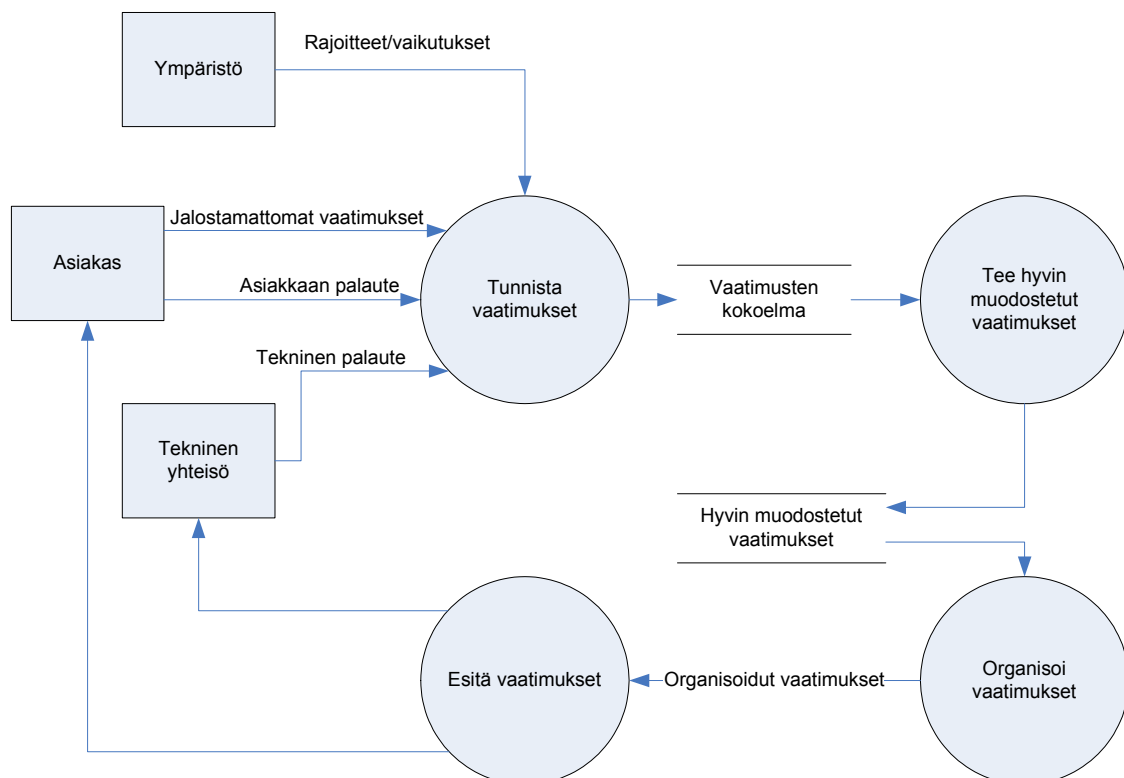 Rajoitteet/vaikutukset
Ympäristö
Jalostamattomat vaatimukset
Asiakas
Asiakkaan palaute
Tunnista
vaatimukset
Vaatimusten
kokoelma
Tee hyvin
muodostetut
vaatimukset
Tekninen palaute
Tekninen
yhteisö
Hyvin muodostetut
vaatimukset
Esitä vaatimukset
Organisoidut vaatimukset
Organisoi
vaatimukset